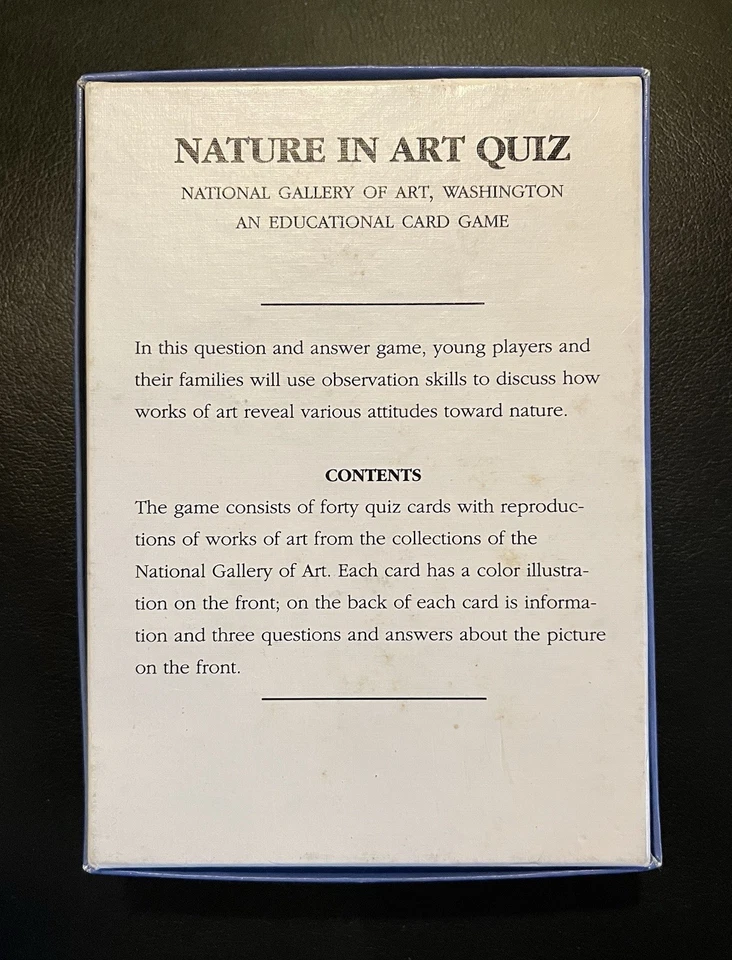 NATURE IN ART QUIZ
NATIONAL GALLERY OF ART, WASHINGTON
AN EDUCATIONAL CARD GAME
In this question and answer game, young players and
their families will use observation skills to discuss how
works of art reveal various attitudes toward nature.
CONTENTS
The game consists of forty quiz cards with reproduc-
tions of works of art from the collections of the
National Gallery of Art. Each card has a color illustra-
tion on the front; on the back of each card is informa-
tion and three questions and answers about the picture
on the front.